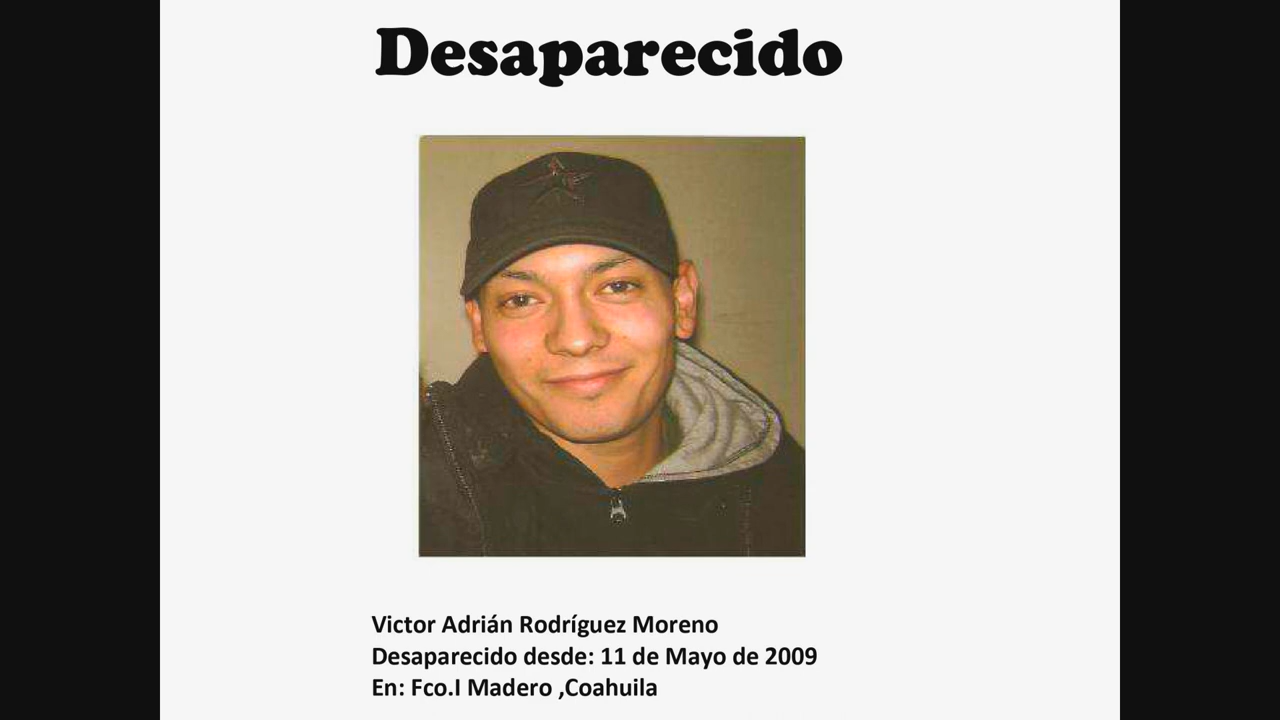 Desaparecido
Victor Adrián Rodríguez Moreno
Desaparecido desde: 11 de Mayo de 2009
En: Fco.I Madero ,Coahuila